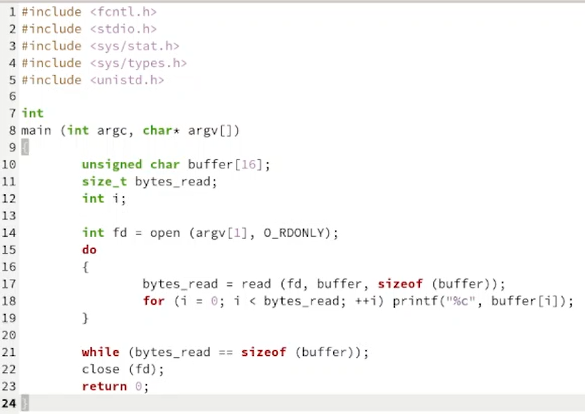 1 #include <fcntl.h>
2 #include <stdio.h>
3 #include <sys/stat.h>
4 #include <sys/types.h>
5 #include <unistd.h>
6
7 int
8 main (int argc, char* argv[])
9 {
10         unsigned char buffer[16];
11         size_t bytes_read;
12         int i;
13
14         int fd = open (argv[1], O_RDONLY);
15         do
16         {
17                 bytes_read = read (fd, buffer, sizeof (buffer));
18                 for (i = 0; i < bytes_read; ++i) printf("%c", buffer[i]);
19         }
20
21         while (bytes_read == sizeof (buffer));
22         close (fd);
23         return 0;
24 }